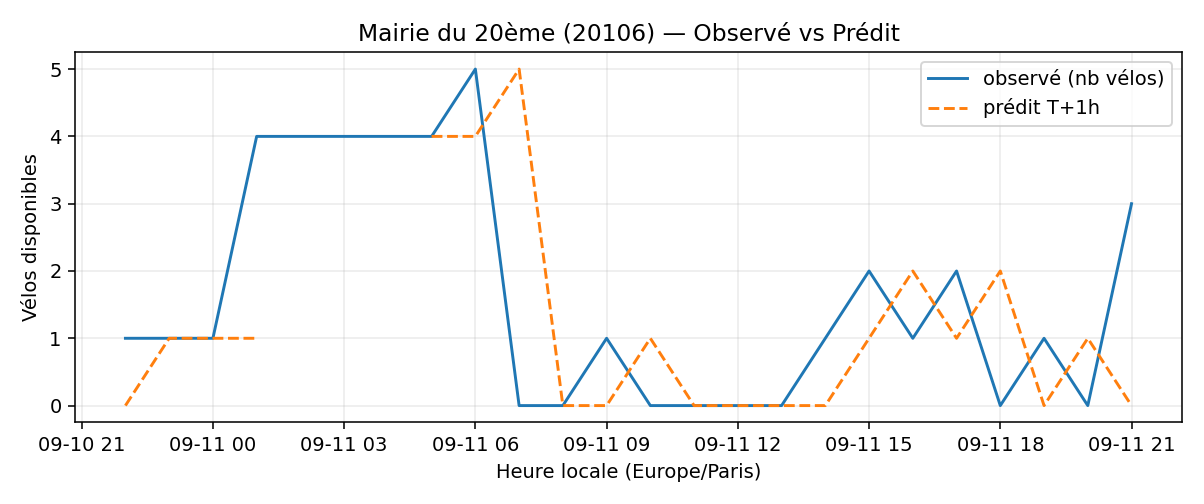 Mairie du 20ème (20106) — Observé vs Prédit
observé (nb vélos)
prédit T+1h
Vélos disponibles
5
4
3
2
1
0
09-10 21 09-11 00 09-11 03 09-11 06 09-11 09 09-11 12 09-11 15 09-11 18 09-11 21
Heure locale (Europe/Paris)